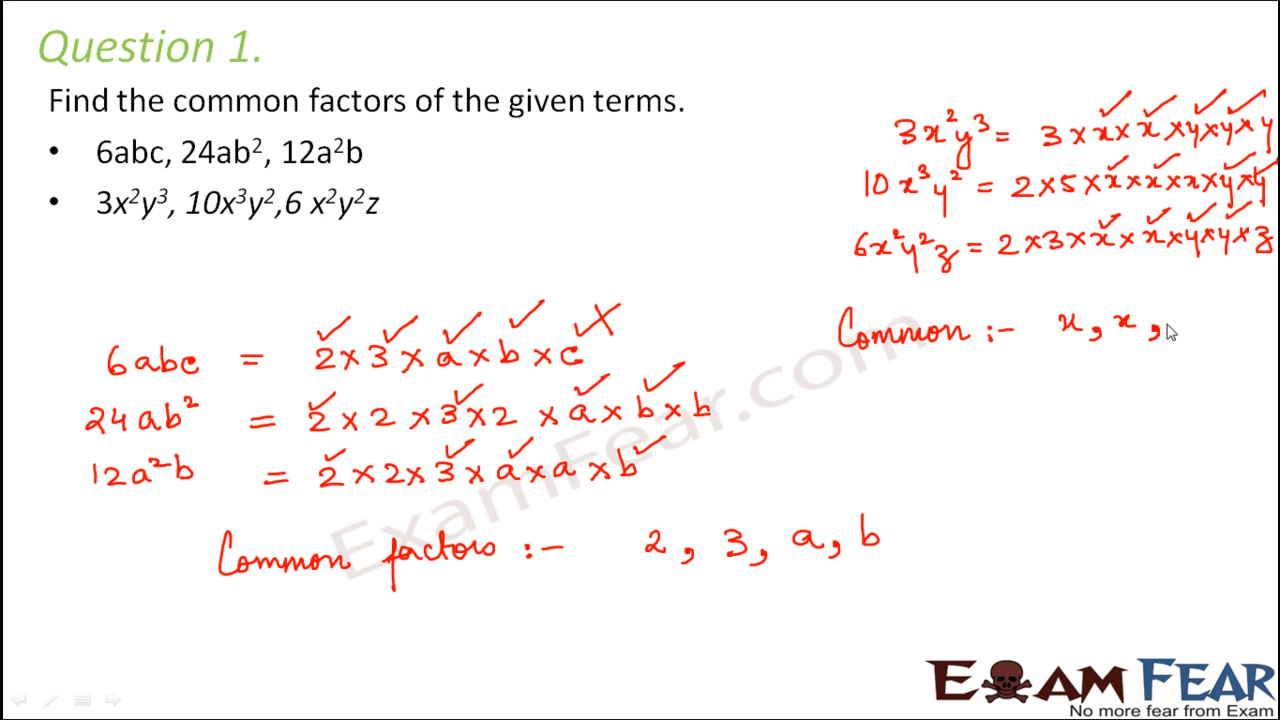 Question 1.
Find the common factors of the given terms.
• 6abc, 24ab², 12a²b
• 3x²y³, 10x³y²,6 x²y²z
3x²y³ = 3 × x × x × y × y × y
10x³y² = 2 × 5 × x × x × x × y × y
6x²y²z = 2 × 3 × x × x × y × y × z
Common :- x, x,
6abc = 2 × 3 × a × b × c
24ab² = 2 × 2 × 3 × 2 × a × b × b
12a²b = 2 × 2 × 3 × a × a × b
Common factors :- 2, 3, a, b
ExamFear.com
EXAM FEAR
No more fear from Exam